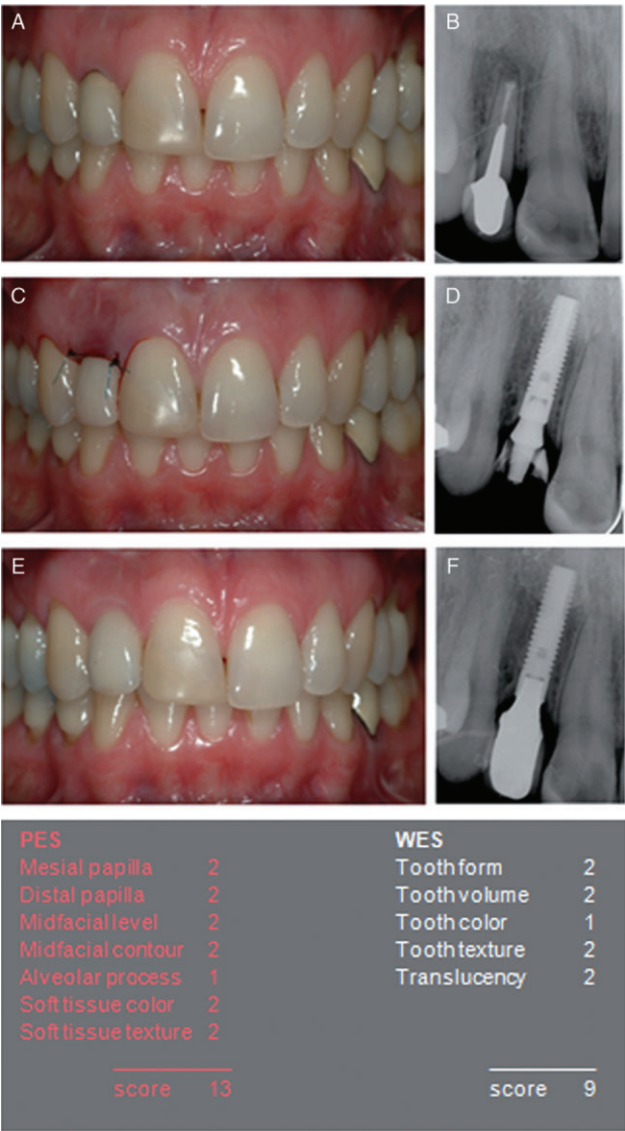 A
B
C
D
E
F
PES
Mesial papilla 2
Distal papilla 2
Midfacial level 2
Midfacial contour 2
Alveolar process 1
Soft tissue color 2
Soft tissue texture 2
score 13
WES
Tooth form 2
Tooth volume 2
Tooth color 1
Tooth texture 2
Translucency 2
score 9